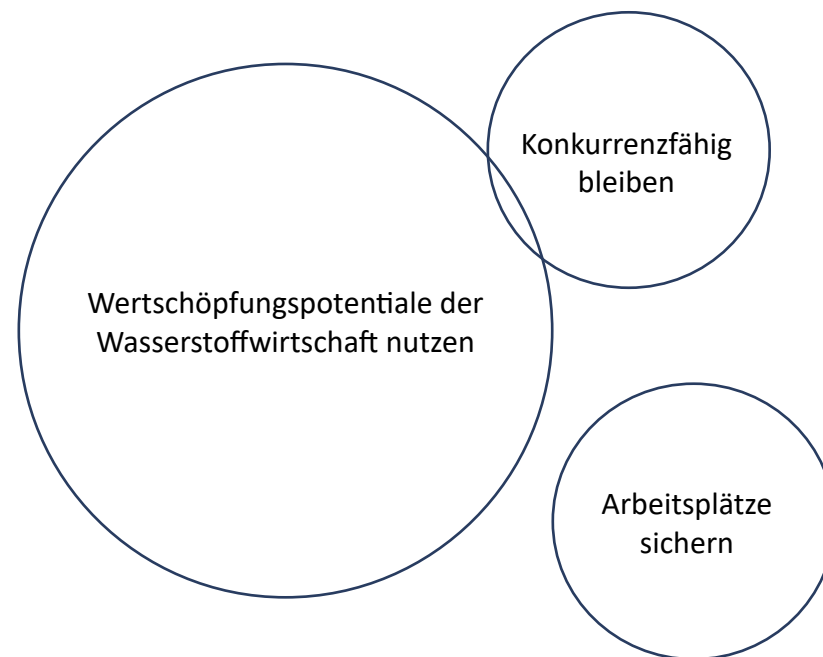 Konkurrenzfähig
bleiben
Wertschöpfungspotentiale der
Wasserstoffwirtschaft nutzen
Arbeitsplätze
sichern